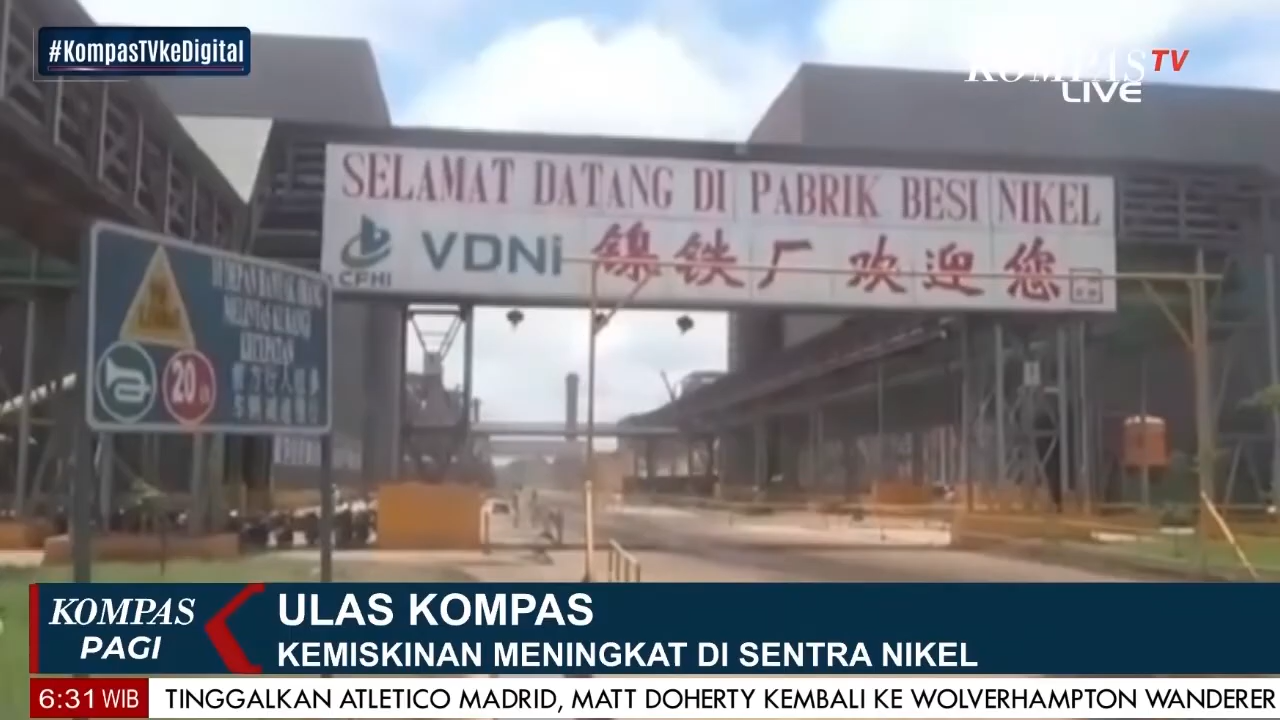 #KompasTVkeDigital
KOMPAS TV
LIVE
SELAMAT DATANG DI PABRIK BESI NIKEL
CFHI VDNi 镍铁厂欢迎您
20
KECEPATAN
KOMPAS
PAGI
ULAS KOMPAS
KEMISKINAN MENINGKAT DI SENTRA NIKEL
6:31 WIB TINGGALKAN ATLETICO MADRID, MATT DOHERTY KEMBALI KE WOLVERHAMPTON WANDERER